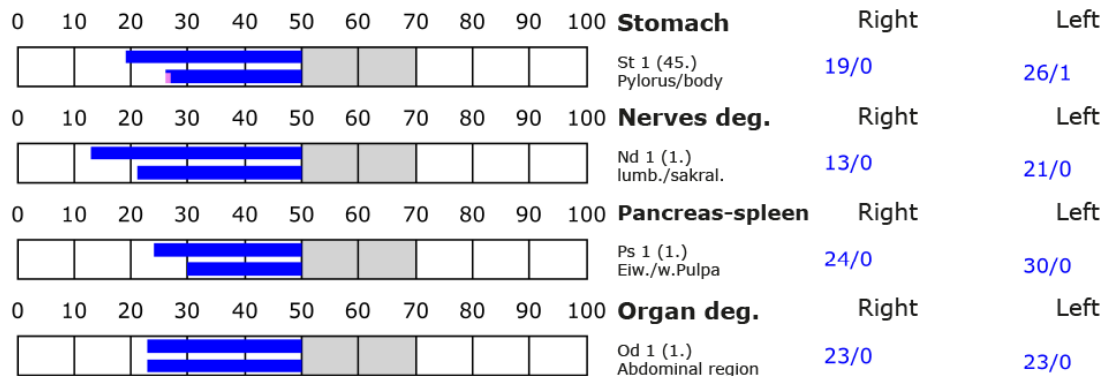 0 10 20 30 40 50 60 70 80 90 100 Stomach Right Left
St 1 (45.) 19/0 26/1
Pylorus/body
0 10 20 30 40 50 60 70 80 90 100 Nerves deg. Right Left
Nd 1 (1.) 13/0 21/0
lumb./sakral.
0 10 20 30 40 50 60 70 80 90 100 Pancreas-spleen Right Left
Ps 1 (1.) 24/0 30/0
Eiw./w.Pulpa
0 10 20 30 40 50 60 70 80 90 100 Organ deg. Right Left
Od 1 (1.) 23/0 23/0
Abdominal region